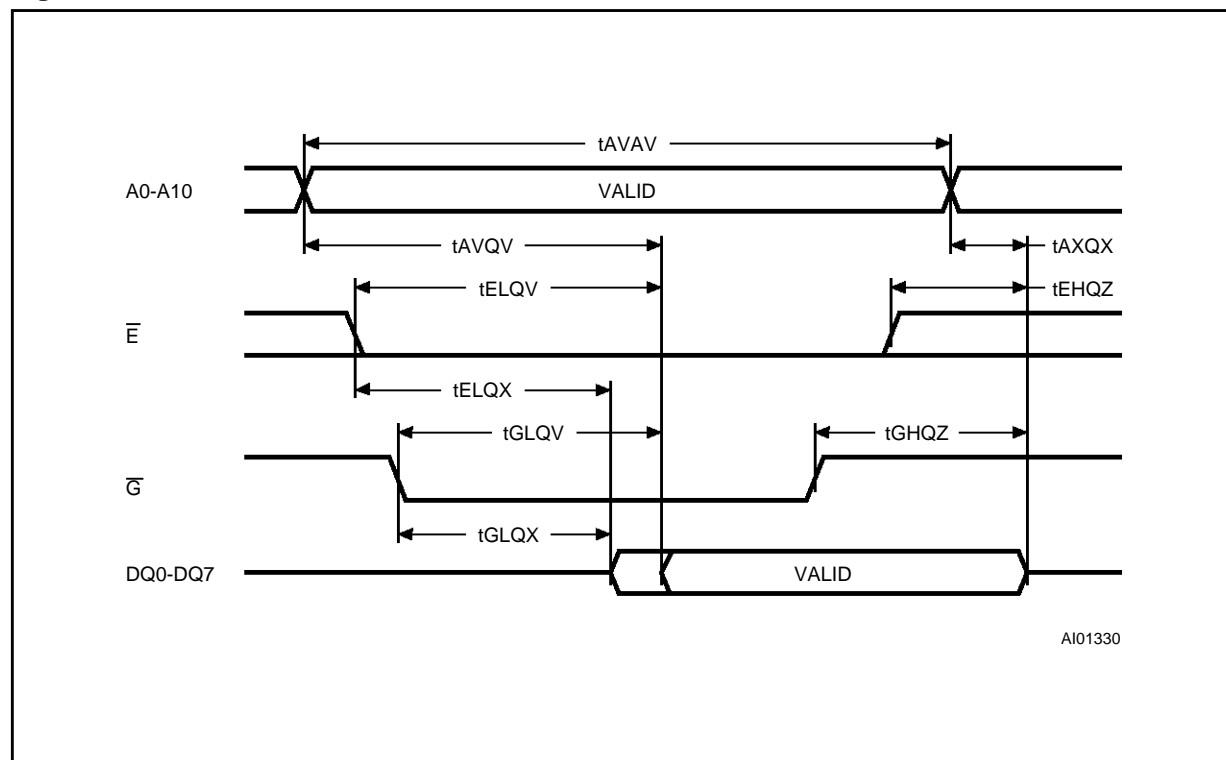 tAVAV
A0-A10
VALID
tAVQV
tAXQX
tELQV
tEHQZ
E̅
tELQX
tGLQV
tGHQZ
G̅
tGLQX
DQ0-DQ7
VALID
AI01330